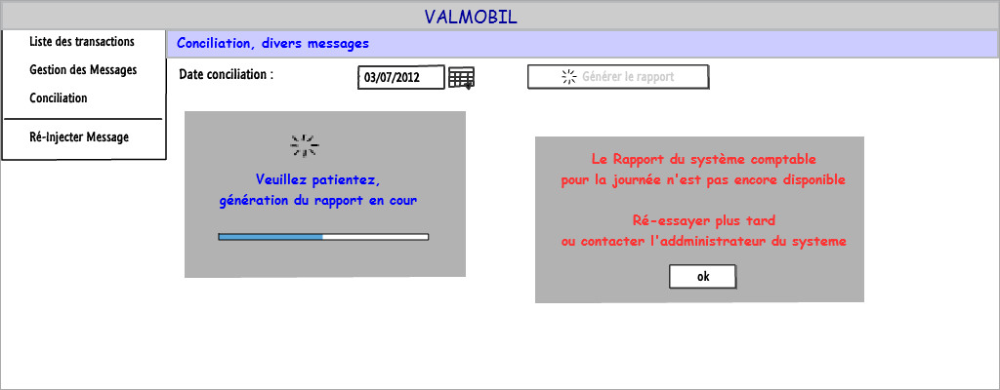 VALMOBIL
Liste des transactions
Gestion des Messages
Conciliation
Ré-Injecter Message
Conciliation, divers messages
Date conciliation :
03/07/2012
Générer le rapport
Veuillez patientez,
génération du rapport en cour
Le Rapport du système comptable
pour la journée n'est pas encore disponible
Ré-essayer plus tard
ou contacter l'addministrateur du systeme
ok